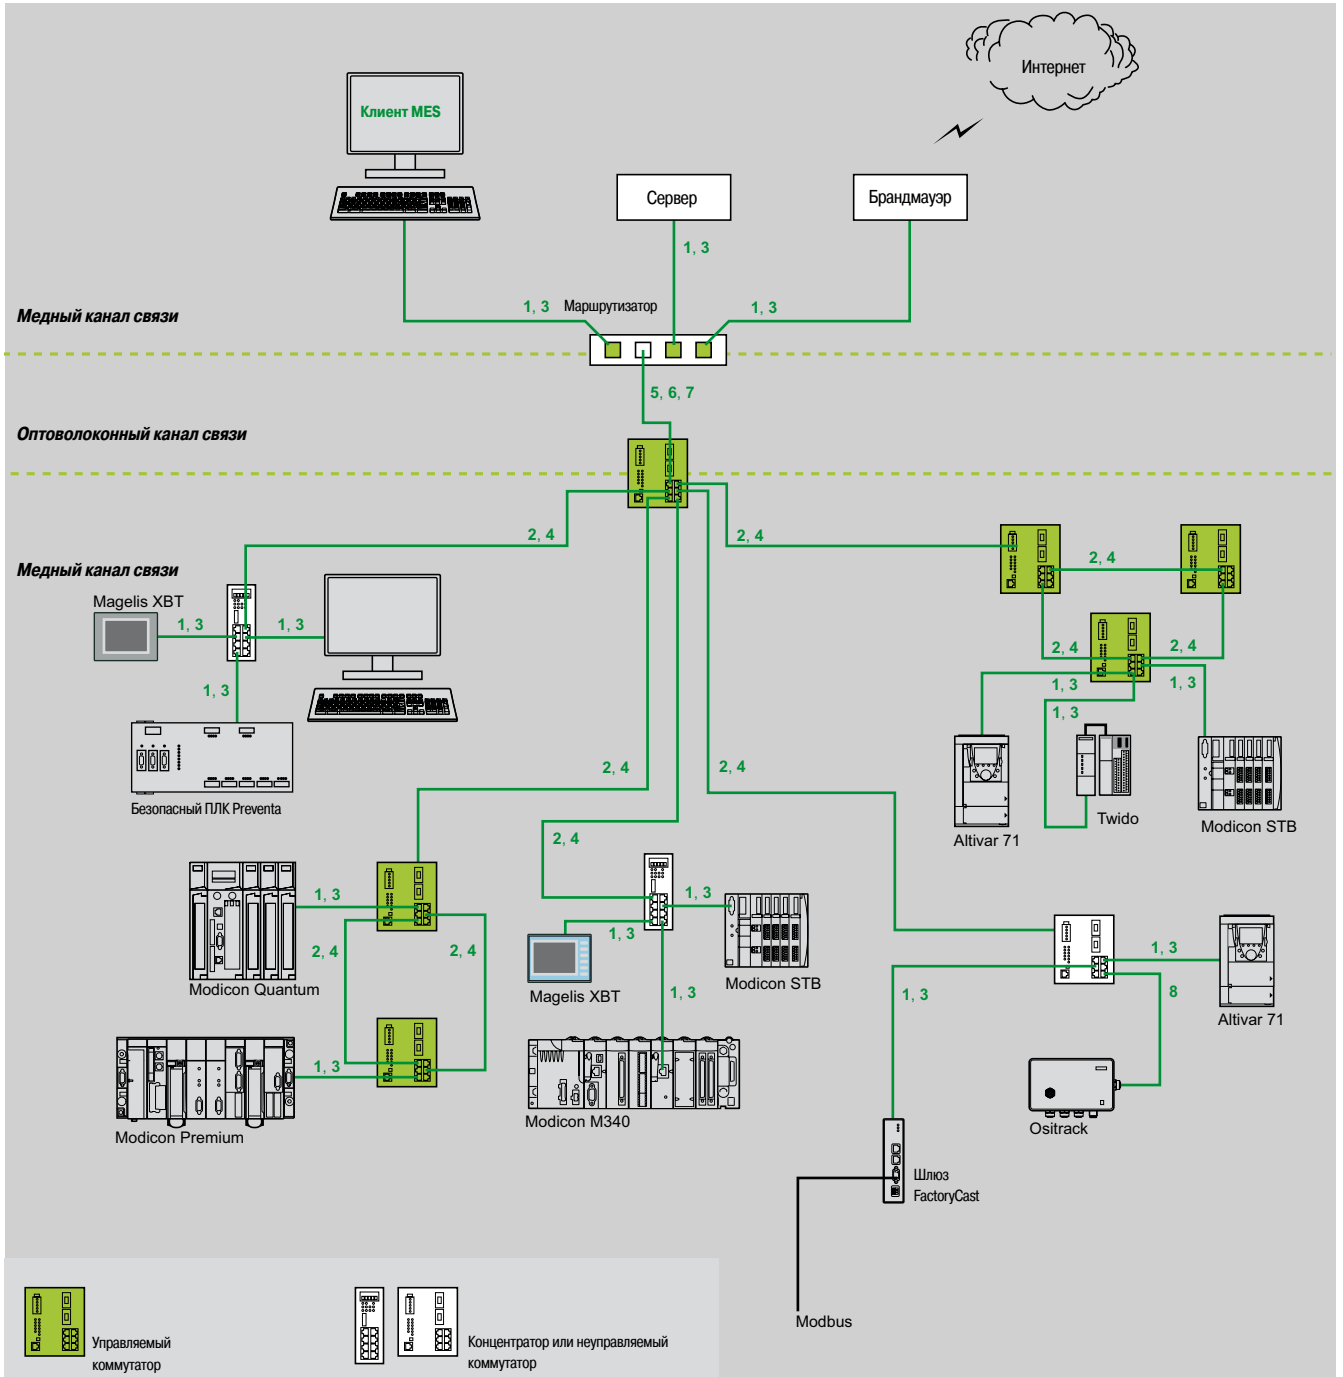 Интернет
Клиент MES
Сервер
Брандмауэр
1, 3
1, 3
Маршрутизатор
1, 3
Медный канал связи
5, 6, 7
Оптоволоконный канал связи
2, 4
2, 4
2, 4
Медный канал связи
Magelis XBT
1, 3
1, 3
2, 4
2, 4
1, 3
1, 3
1, 3
1, 3
Безопасный ПЛК Preventa
2, 4
2, 4
Altivar 71
Twido
Modicon STB
2, 4
1, 3
1, 3
1, 3
2, 4
2, 4
Modicon Quantum
Magelis XBT
Modicon STB
1, 3
1, 3
1, 3
8
Altivar 71
1, 3
Modicon Premium
Modicon M340
Ositrack
Шлюз
FactoryCast
Modbus
Управляемый
коммутатор
Концентратор или неуправляемый
коммутатор